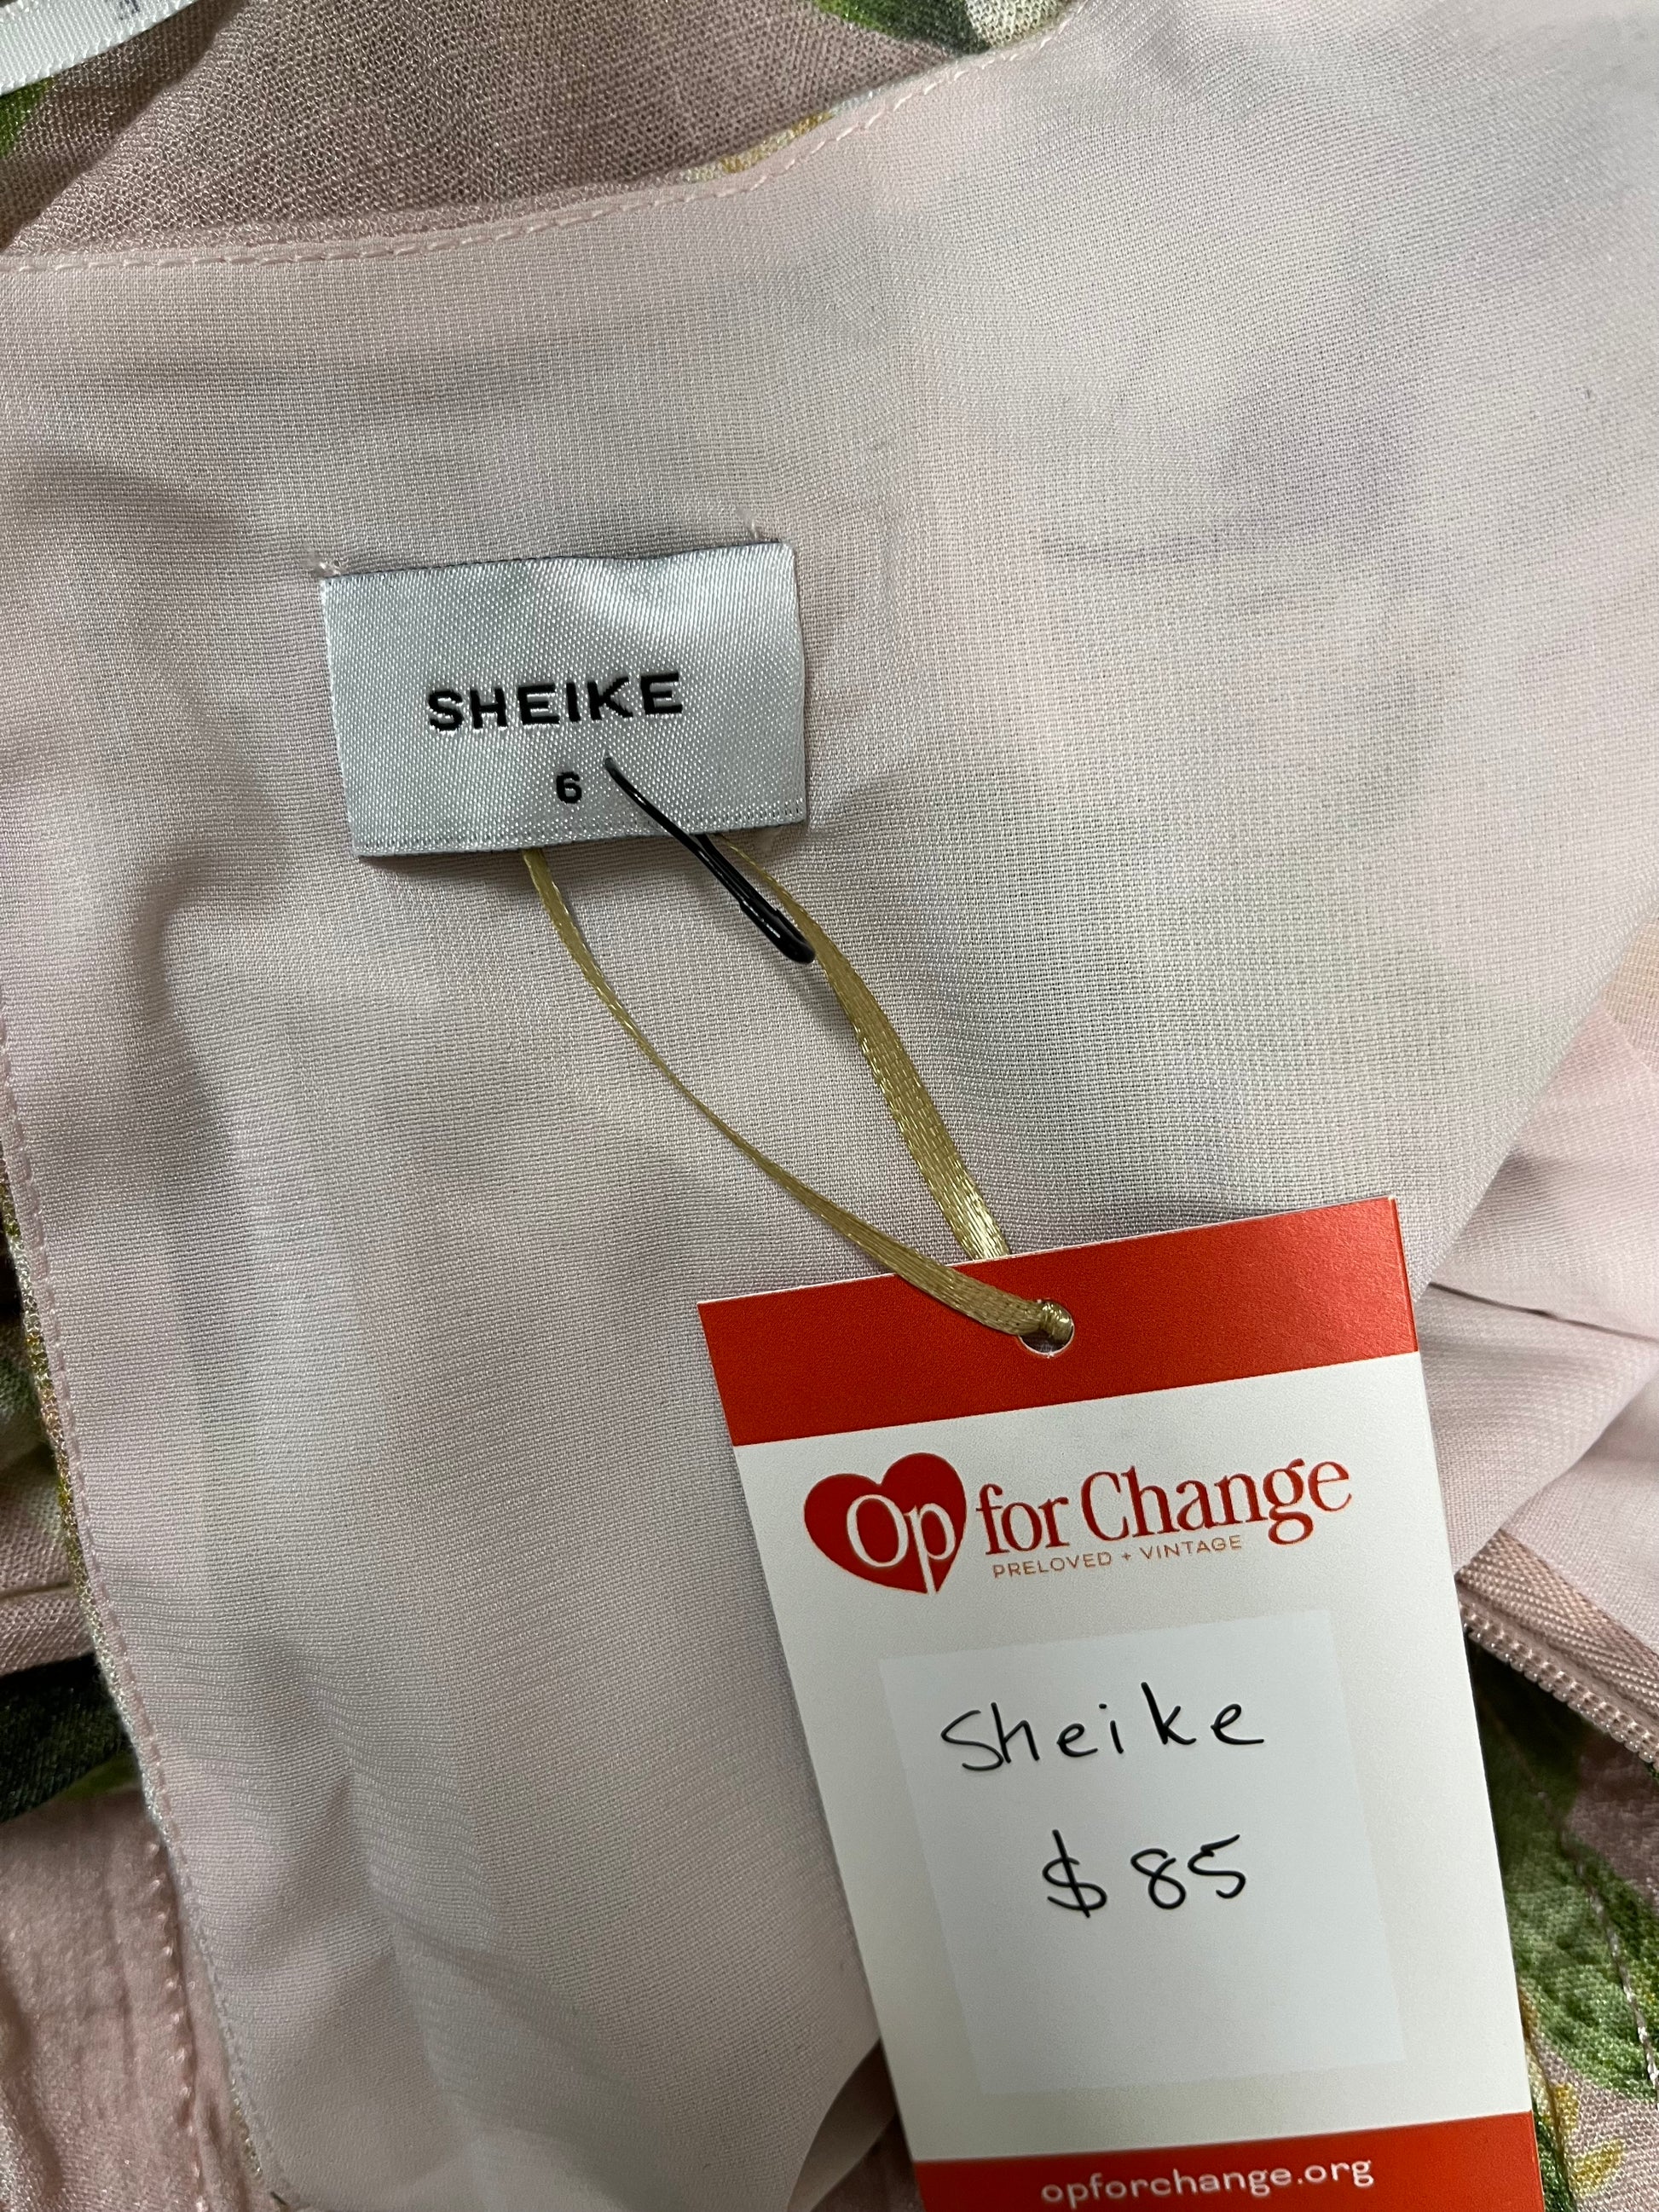 SHEIKE
6
Op for Change
PRELOVED + VINTAGE
Sheike
$85
opforchange.org